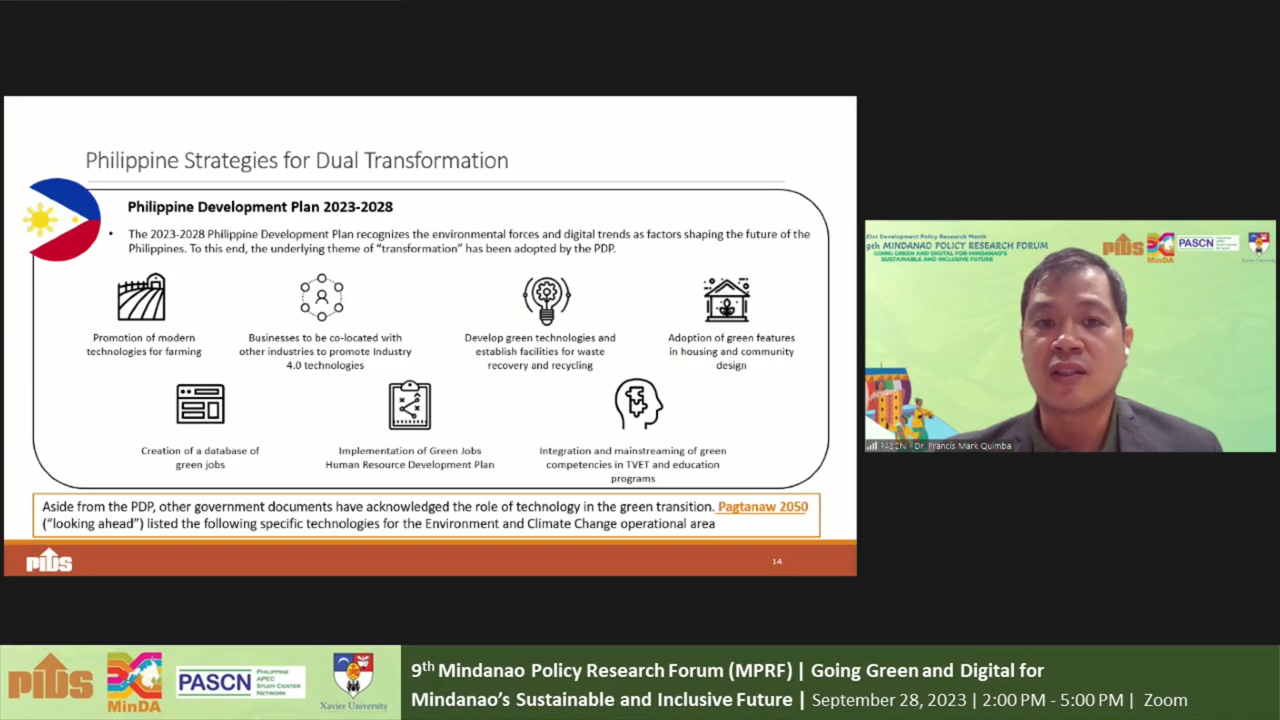 Philippine Strategies for Dual Transformation
Philippine Development Plan 2023-2028
• The 2023-2028 Philippine Development Plan recognizes the environmental forces and digital trends as factors shaping the future of the
Philippines. To this end, the underlying theme of “transformation” has been adopted by the PDP.
Promotion of modern
technologies for farming
Businesses to be co-located with
other industries to promote Industry
4.0 technologies
Develop green technologies and
establish facilities for waste
recovery and recycling
Adoption of green features
in housing and community
design
Creation of a database of
green jobs
Implementation of Green Jobs
Human Resource Development Plan
Integration and mainstreaming of green
competencies in TVET and education
programs
Aside from the PDP, other government documents have acknowledged the role of technology in the green transition. Pagtanaw 2050
(“looking ahead”) listed the following specific technologies for the Environment and Climate Change operational area
pids
14
Development Policy Research Month
9th MINDANAO POLICY RESEARCH FORUM
GOING GREEN AND DIGITAL FOR MINDANAO'S
SUSTAINABLE AND INCLUSIVE FUTURE
pids
MinDA
PASCN
Xavier
PASCN - Dr. Francis Mark Quimba
pids
MinDA
PASCN
PHILIPPINE
APEC
STUDY CENTER
NETWORK
Xavier University
9th Mindanao Policy Research Forum (MPRF) | Going Green and Digital for
Mindanao’s Sustainable and Inclusive Future | September 28, 2023 | 2:00 PM - 5:00 PM | Zoom